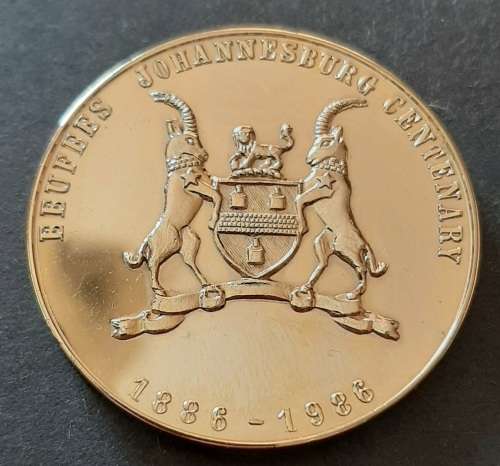 EEUFEES JOHANNESBURG CENTENARY
1886 - 1986